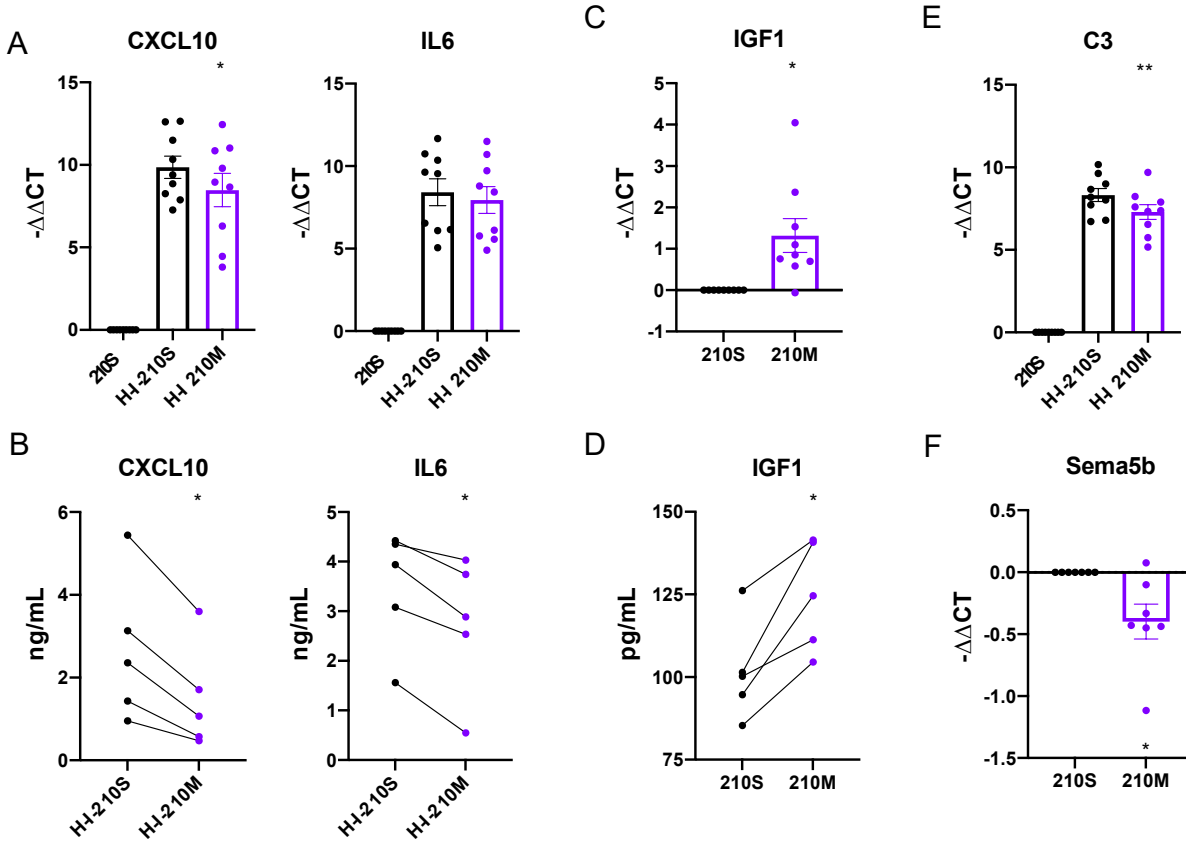 A
CXCL10
*
-ΔΔCT
15
10
5
0
210S
H-I-210S
H-I 210M
IL6
-ΔΔCT
15
10
5
0
210S
H-I-210S
H-I 210M
C
IGF1
*
-ΔΔCT
5
4
3
2
1
0
-1
210S
210M
E
C3
**
-ΔΔCT
15
10
5
0
210S
H-I-210S
H-I 210M
B
CXCL10
*
ng/mL
6
4
2
0
H-I-210S
H-I-210M
IL6
*
ng/mL
5
4
3
2
1
0
H-I-210S
H-I-210M
D
IGF1
*
pg/mL
150
125
100
75
210S
210M
F
Sema5b
-ΔΔCT
0.5
0.0
-0.5
-1.0
-1.5
*
210S
210M